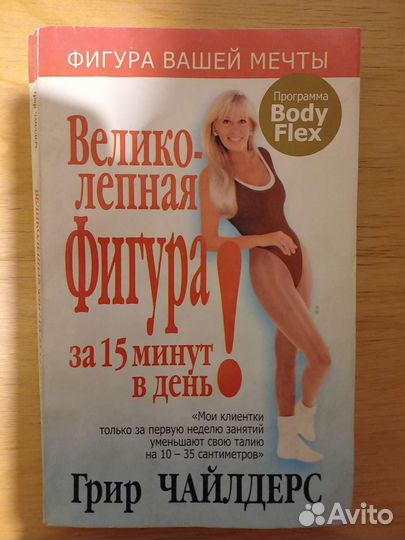 ФИГУРА ВАШЕЙ МЕЧТЫ
Программа
Body
Flex
Велико-
лепная
Фигура
за 15 минут
в день!
«Мои клиентки
только за первую неделю занятий
уменьшают свою талию
на 10 – 35 сантиметров»
Грир ЧАЙЛДЕРС
Avito